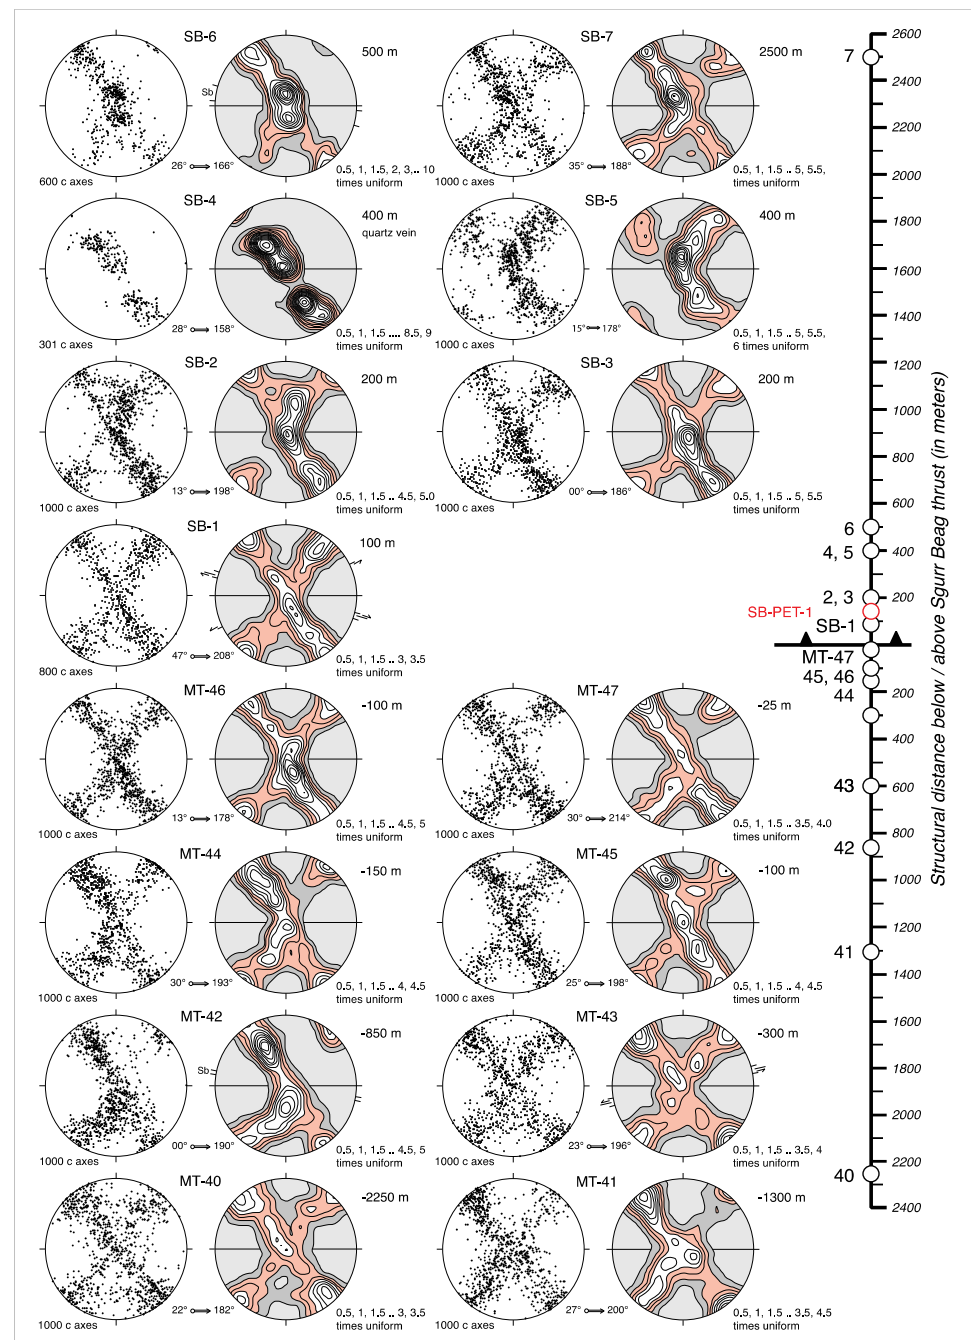 SB-6
500 m
Sb
26° 166°
600 c axes
0.5, 1, 1.5, 2, 3,.. 10
times uniform
SB-7
2500 m
35° 188°
1000 c axes
0.5, 1, 1.5 .. 5, 5.5,
times uniform
SB-4
400 m
quartz vein
28° 158°
301 c axes
0.5, 1, 1.5 .... 8.5, 9
times uniform
SB-5
400 m
15° 178°
1000 c axes
0.5, 1, 1.5 .. 5, 5.5,
6 times uniform
SB-2
200 m
13° 198°
1000 c axes
0.5, 1, 1.5 .. 4.5, 5.0
times uniform
SB-3
200 m
00° 186°
1000 c axes
0.5, 1, 1.5 .. 5, 5.5
times uniform
SB-1
100 m
47° 208°
800 c axes
0.5, 1, 1.5 .. 3, 3.5
times uniform
MT-46
-100 m
13° 178°
1000 c axes
0.5, 1, 1.5 .. 4.5, 5
times uniform
MT-47
-25 m
30° 214°
1000 c axes
0.5, 1, 1.5 .. 3.5, 4.0
times uniform
MT-44
-150 m
30° 193°
1000 c axes
0.5, 1, 1.5 .. 4, 4.5
times uniform
MT-45
-100 m
25° 198°
1000 c axes
0.5, 1, 1.5 .. 4, 4.5
times uniform
MT-42
-850 m
Sb
00° 190°
1000 c axes
0.5, 1, 1.5 .. 4.5, 5
times uniform
MT-43
-300 m
23° 196°
1000 c axes
0.5, 1, 1.5 .. 3.5, 4
times uniform
MT-40
-2250 m
22° 182°
1000 c axes
0.5, 1, 1.5 .. 3, 3.5
times uniform
MT-41
-1300 m
27° 200°
1000 c axes
0.5, 1, 1.5 .. 3.5, 4.5
times uniform
2600
7
2400
2200
2000
1800
1600
1400
1200
1000
800
600
6
4, 5 400
2, 3 200
SB-PET-1
SB-1
MT-47
45, 46
44 200
400
43 600
800
42
1000
1200
41
1400
1600
1800
2000
2200
40
2400
Structural distance below / above Sgurr Beag thrust (in meters)